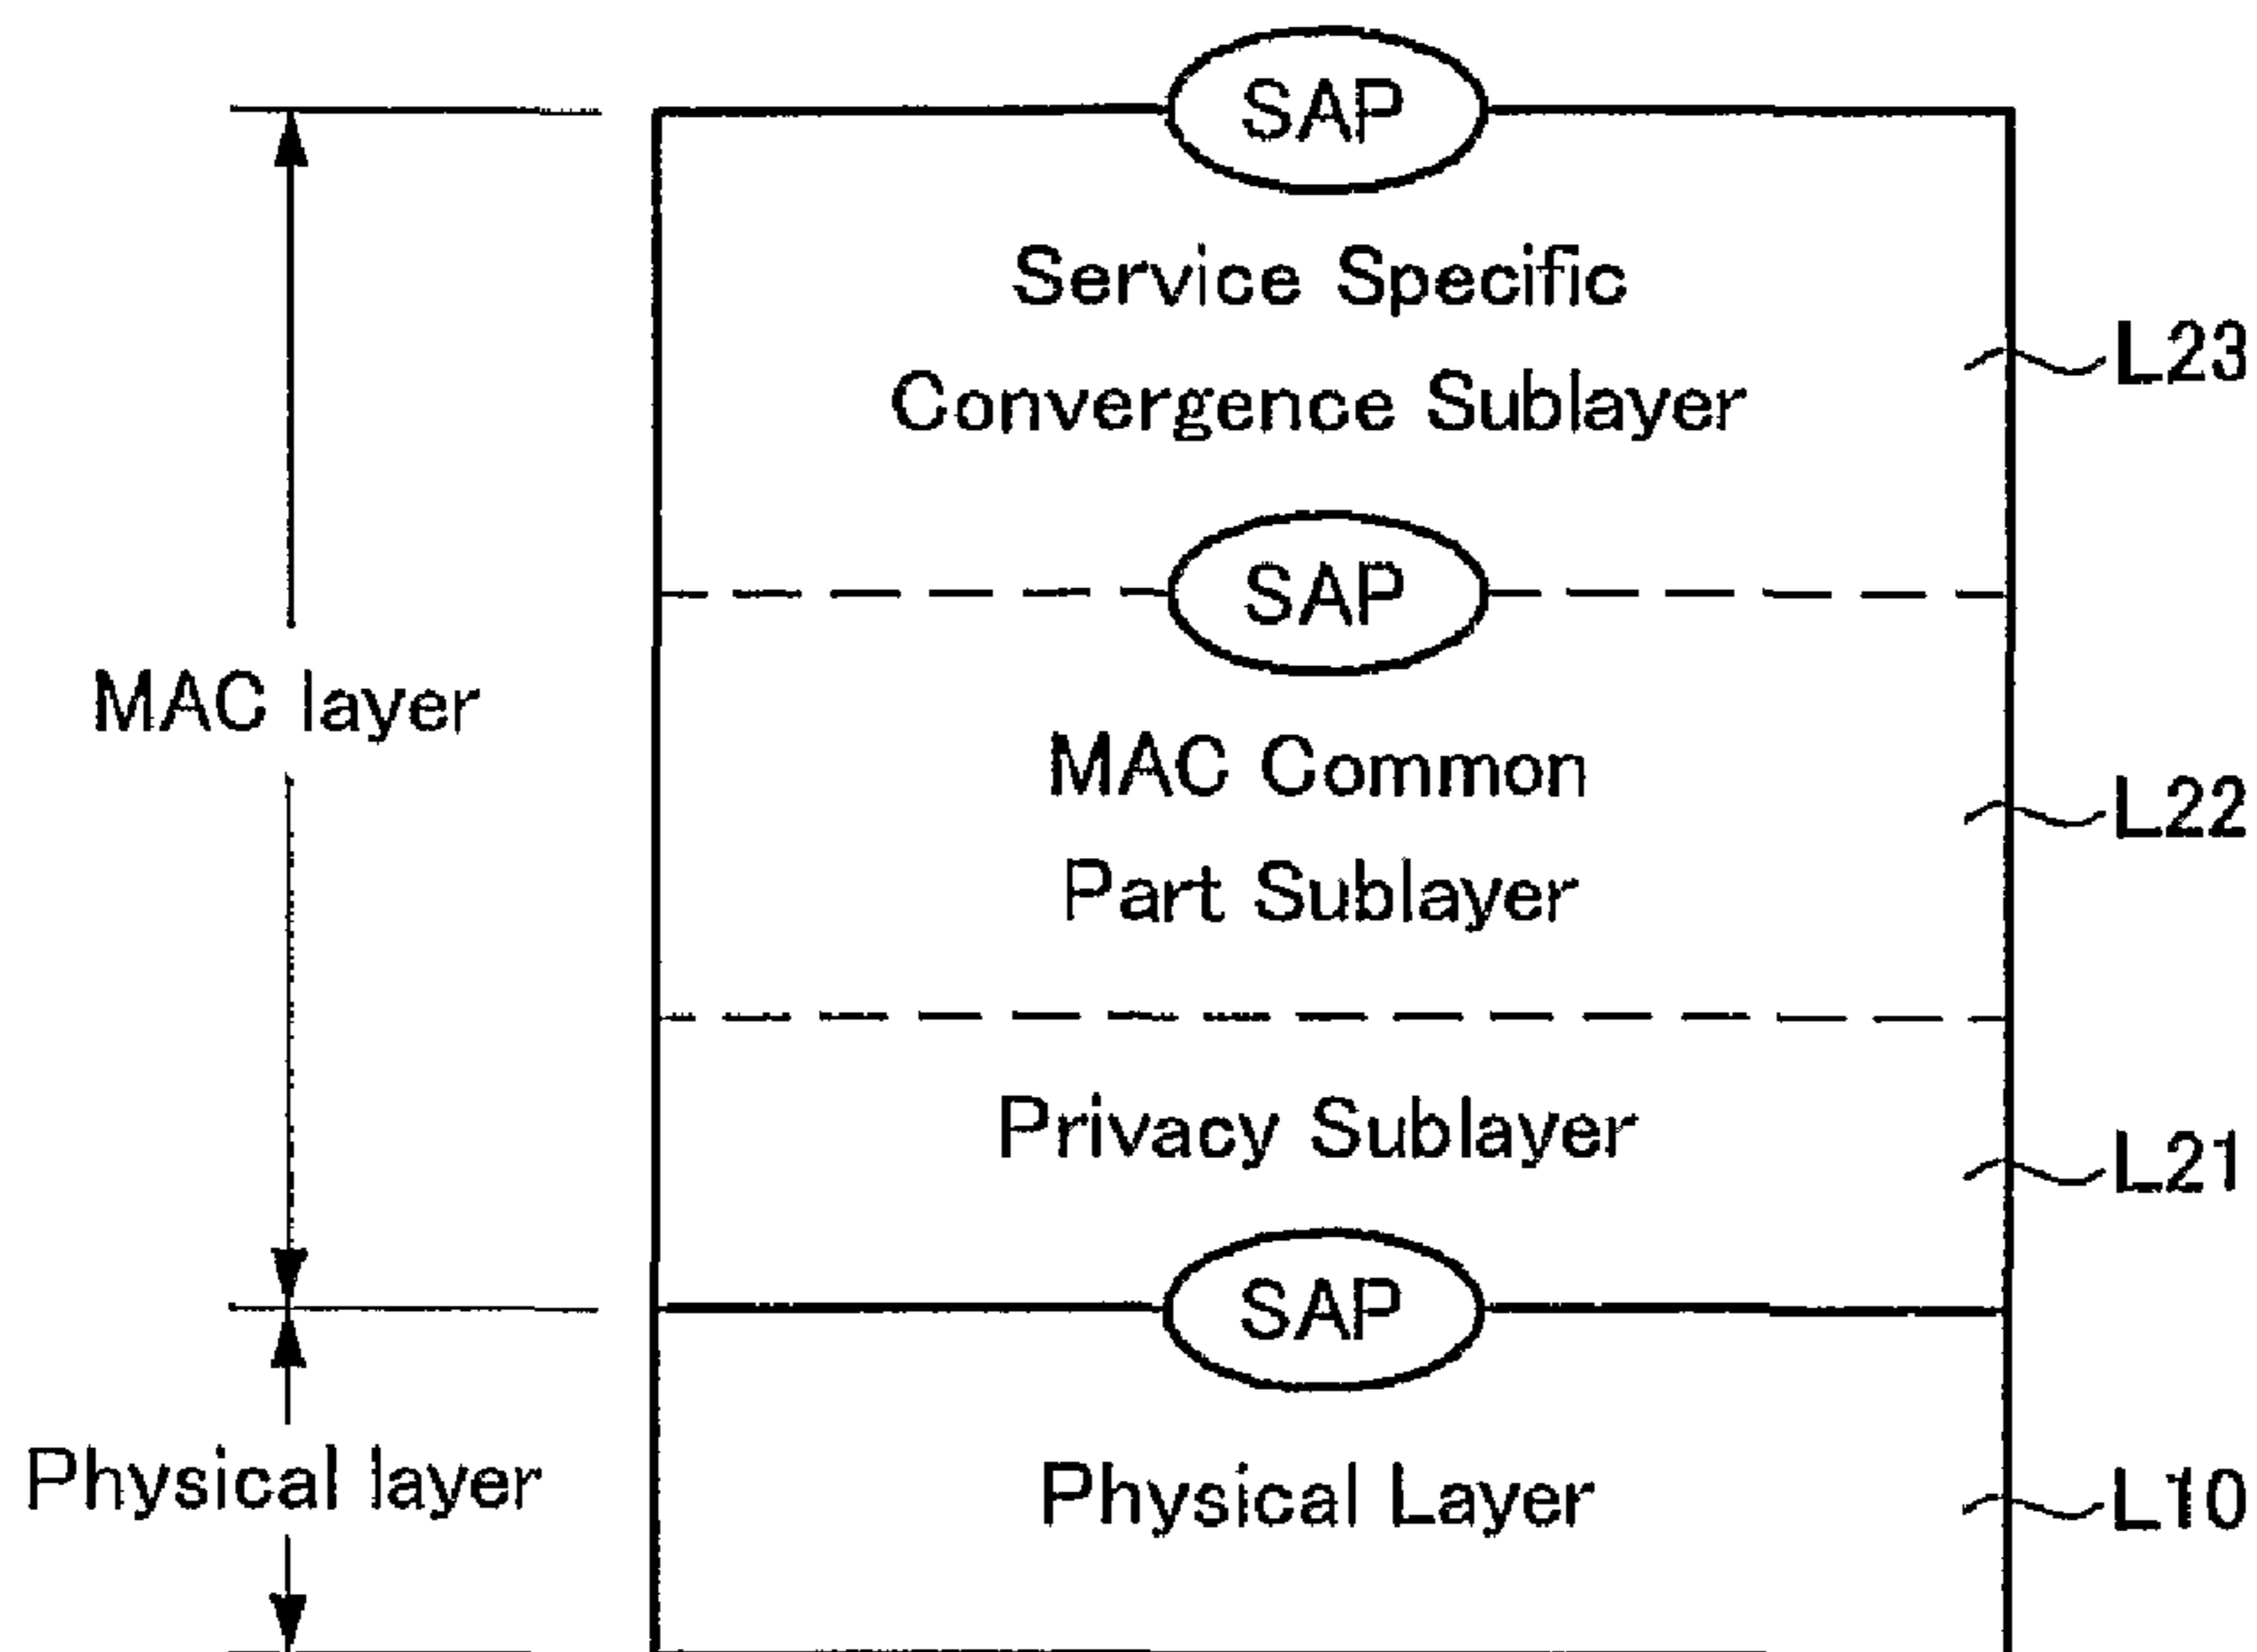 SAP
Service Specific
Convergence Sublayer
L23
SAP
MAC layer
MAC Common
Part Sublayer
L22
Privacy Sublayer
L21
SAP
Physical layer
Physical Layer
L10